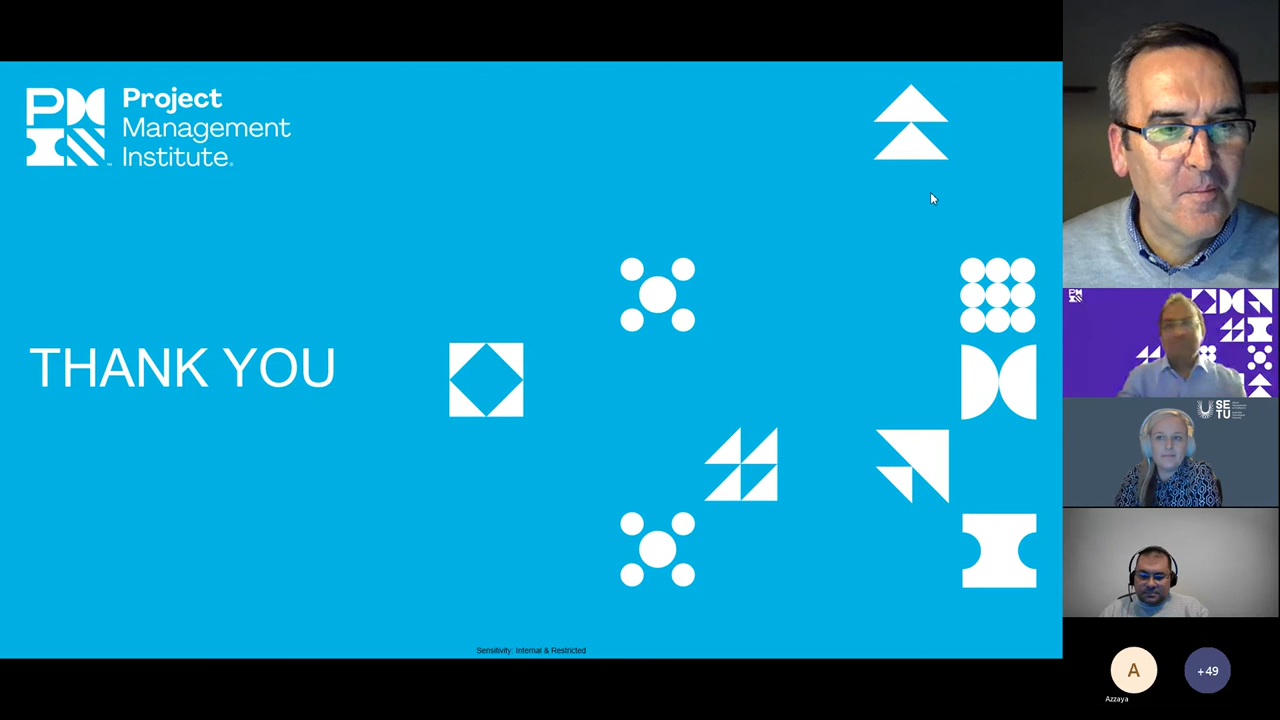 Project
Management
Institute.
THANK YOU
Sensitivity: Internal & Restricted
SE
TU
A
+49
Azzaya